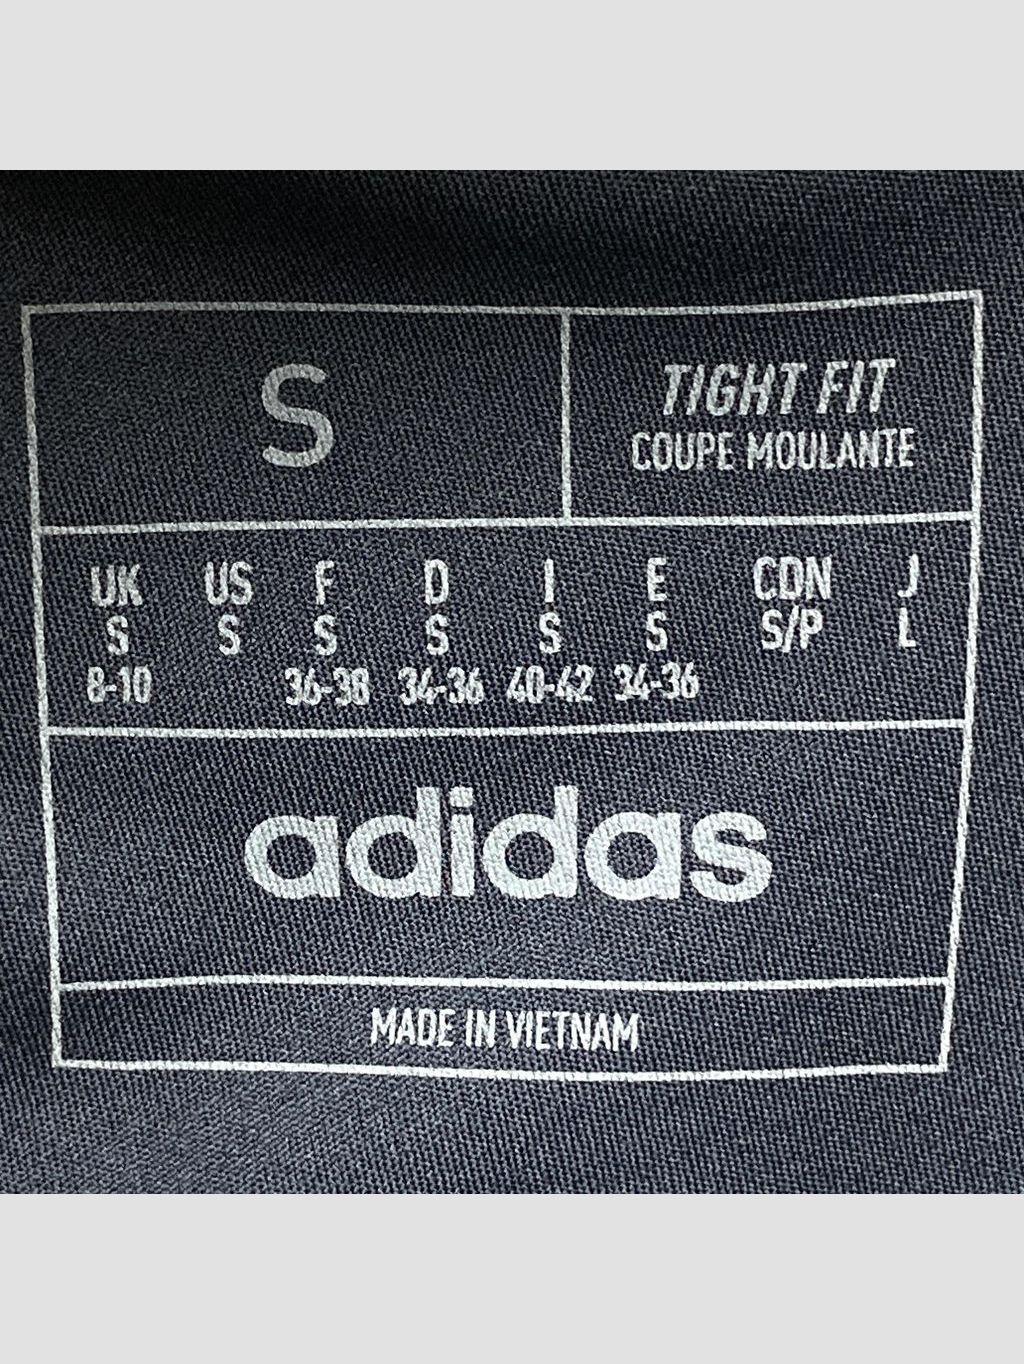 S
TIGHT FIT
COUPE MOULANTE
UK US F D I E CDN J
S S S S S S S/P L
8-10 36-38 34-36 40-42 34-36
adidas
MADE IN VIETNAM